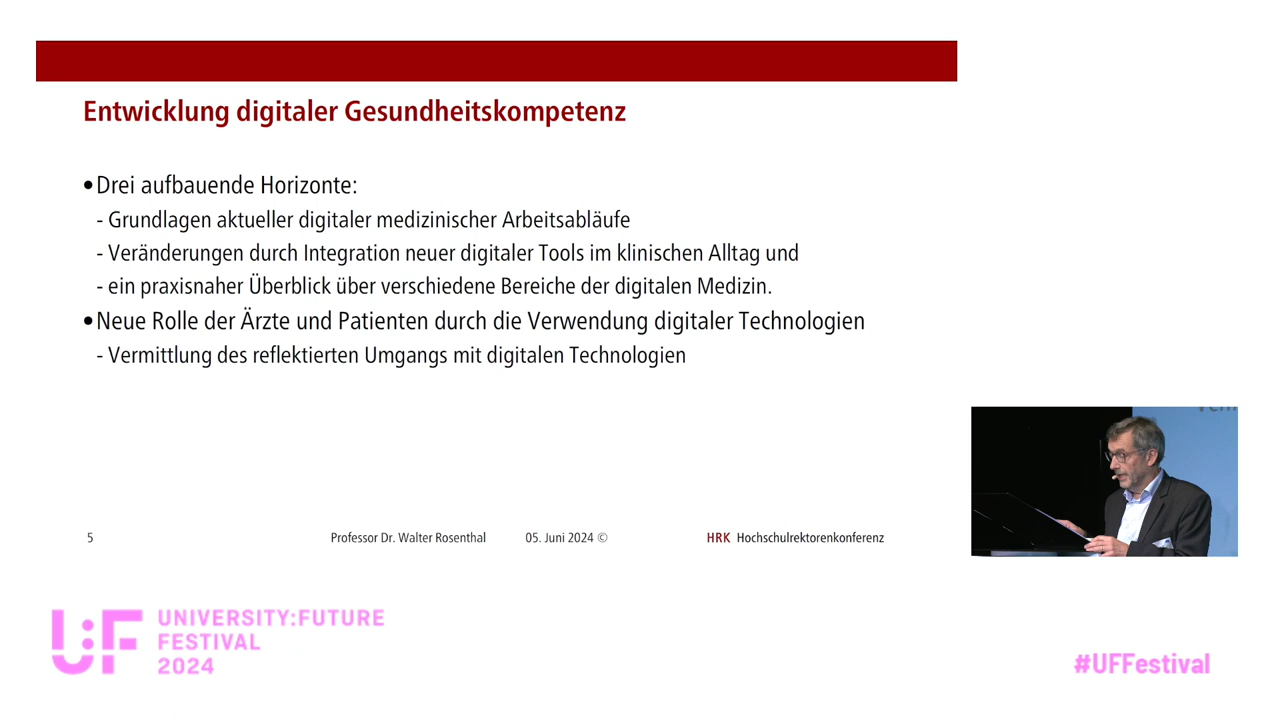 Entwicklung digitaler Gesundheitskompetenz
•Drei aufbauende Horizonte:
- Grundlagen aktueller digitaler medizinischer Arbeitsabläufe
- Veränderungen durch Integration neuer digitaler Tools im klinischen Alltag und
- ein praxisnaher Überblick über verschiedene Bereiche der digitalen Medizin.
•Neue Rolle der Ärzte und Patienten durch die Verwendung digitaler Technologien
- Vermittlung des reflektierten Umgangs mit digitalen Technologien
5 Professor Dr. Walter Rosenthal 05. Juni 2024 © HRK Hochschulrektorenkonferenz
U:F UNIVERSITY:FUTURE
FESTIVAL
2024
#UFFestival